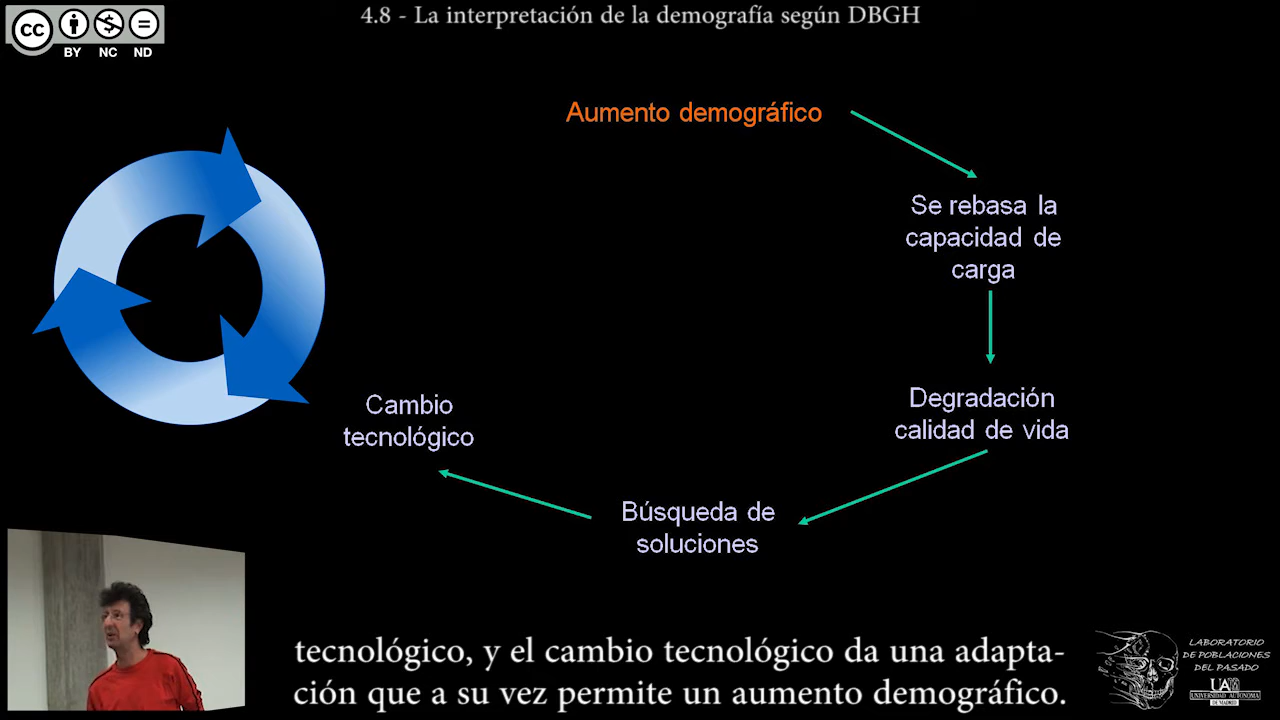 4.8 - La interpretación de la demografía según DBGH
cc
BY NC ND
Aumento demográfico
Se rebasa la
capacidad de
carga
Degradación
calidad de vida
Búsqueda de
soluciones
Cambio
tecnológico
tecnológico, y el cambio tecnológico da una adapta-
ción que a su vez permite un aumento demográfico.
LABORATORIO
DE POBLACIONES
DEL PASADO
UAM
UNIVERSIDAD AUTONOMA
DE MADRID